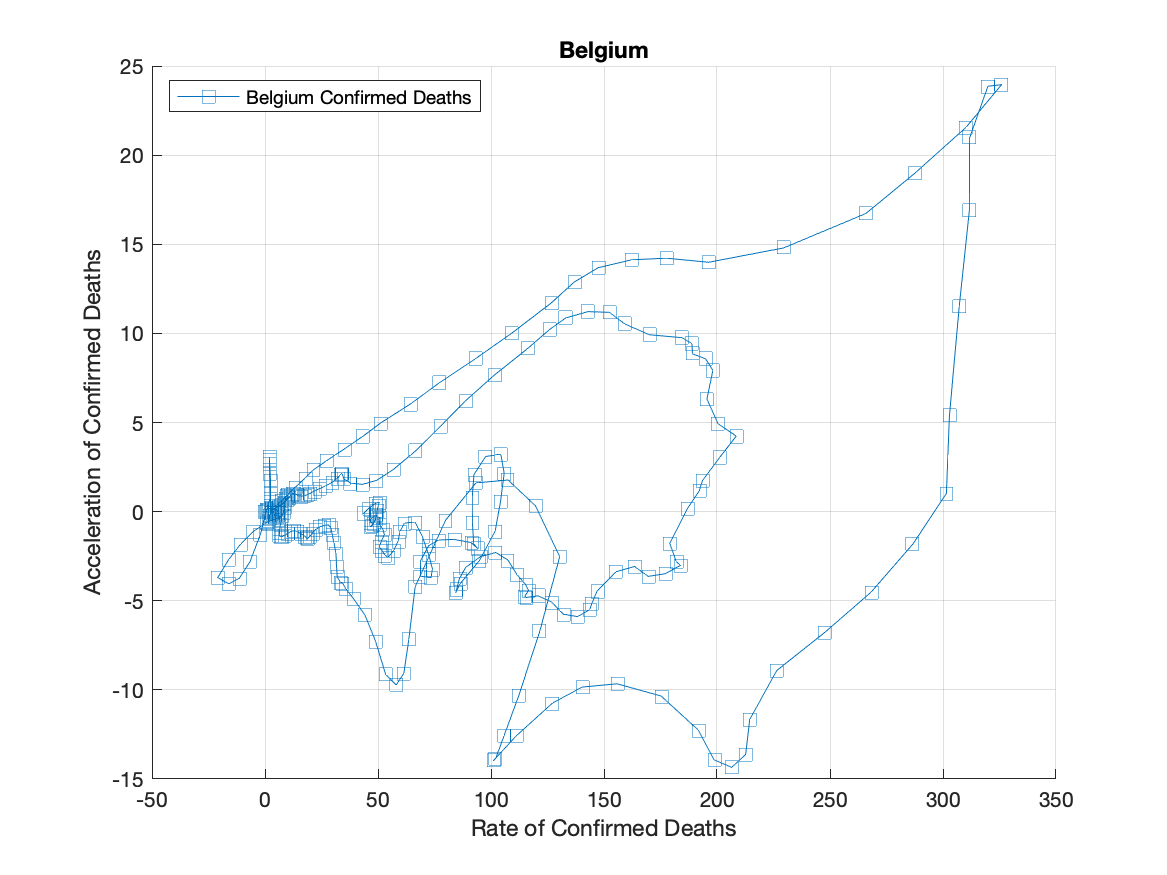 Belgium
Belgium Confirmed Deaths
25
20
15
10
5
0
-5
-10
-15
Acceleration of Confirmed Deaths
-50 0 50 100 150 200 250 300 350
Rate of Confirmed Deaths